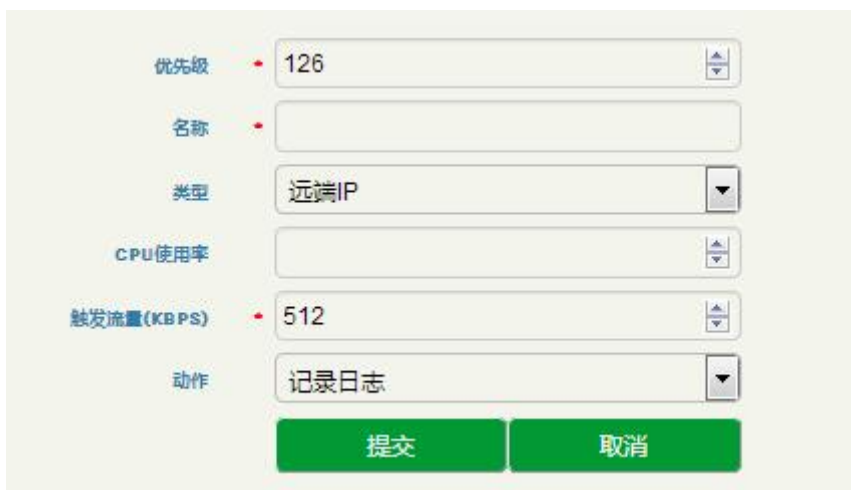 优先级 * 126
名称 *
类型 远端IP
CPU使用率
触发流量(KBPS) * 512
动作 记录日志
提交 取消